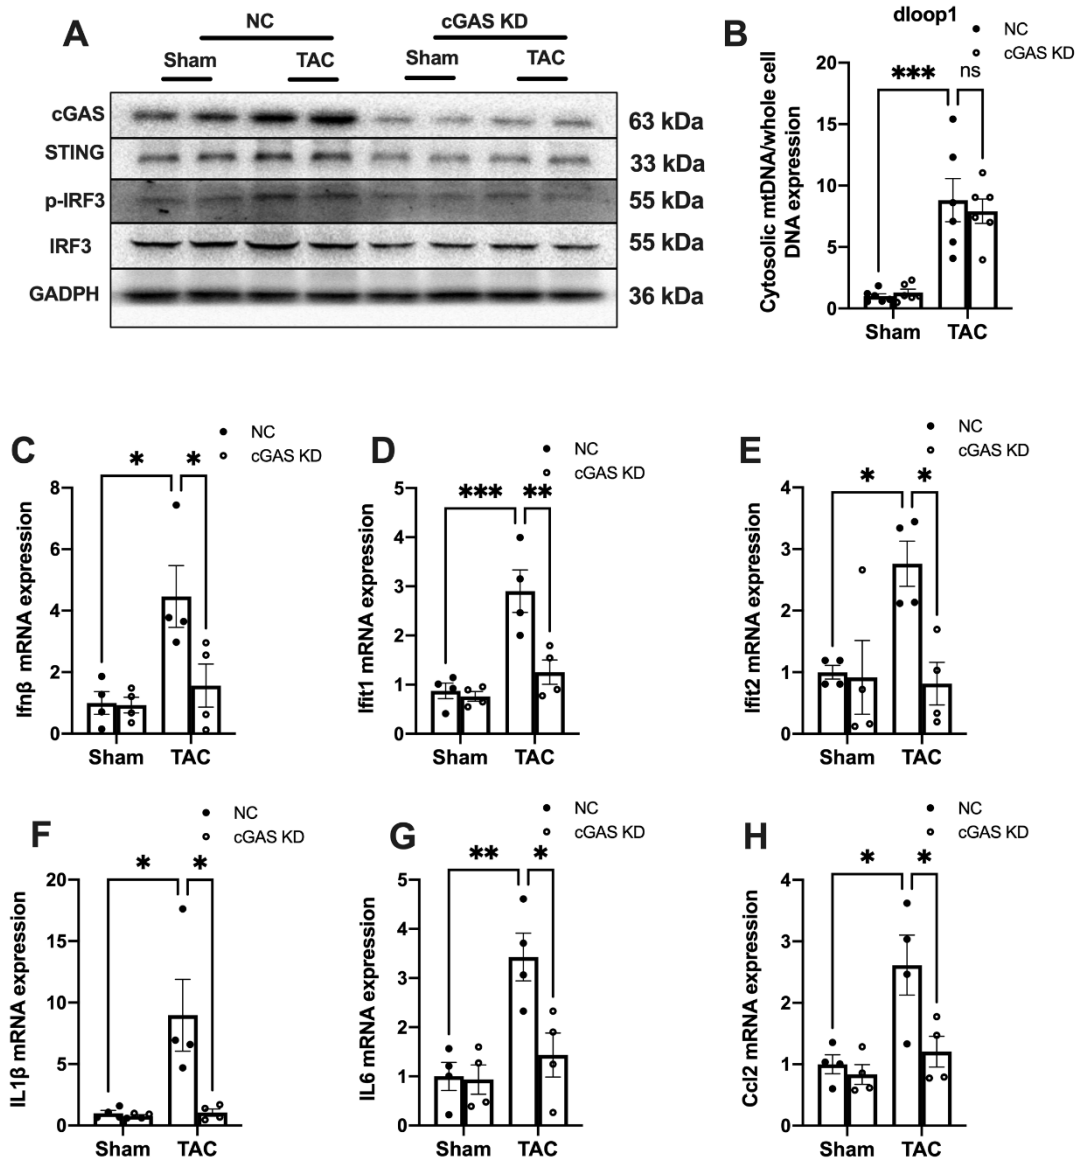 A
NC
cGAS KD
Sham
TAC
Sham
TAC
cGAS
63 kDa
STING
33 kDa
p-IRF3
55 kDa
IRF3
55 kDa
GADPH
36 kDa
B
dloop1
NC
cGAS KD
Cytosolic mtDNA/whole cell
DNA expression
20
15
10
5
0
***
ns
Sham
TAC
C
NC
cGAS KD
Ifnβ mRNA expression
8
6
4
2
0
*
*
Sham
TAC
D
NC
cGAS KD
Ifit1 mRNA expression
5
4
3
2
1
0
***
**
Sham
TAC
E
NC
cGAS KD
Ifit2 mRNA expression
4
3
2
1
0
*
*
Sham
TAC
F
NC
cGAS KD
IL1β mRNA expression
20
15
10
5
0
*
*
Sham
TAC
G
NC
cGAS KD
IL6 mRNA expression
5
4
3
2
1
0
**
*
Sham
TAC
H
NC
cGAS KD
Ccl2 mRNA expression
4
3
2
1
0
*
*
Sham
TAC